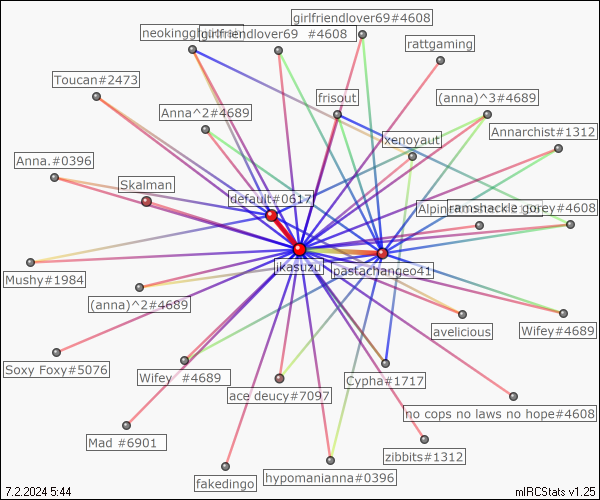 girlfriendlover69#4608
girlfriendlover69 #4608
rattgaming
Toucan#2473
frisout
(anna)^3#4689
Anna^2#4689
Annarchist#1312
xenoyaut
Anna.#0396
Skalman
default#0617
ramshackle gorey#4608
jkasuzu
pastachangeo41
Mushy#1984
(anna)^2#4689
avelicious
Wifey#4689
Soxy Foxy#5076
Wifey #4689
Cypha#1717
ace deucy#7097
no cops no laws no hope#4608
Mad #6901
zibbits#1312
hypomanianna#0396
fakedingo
7.2.2024 5:44
mIRCStats v1.25